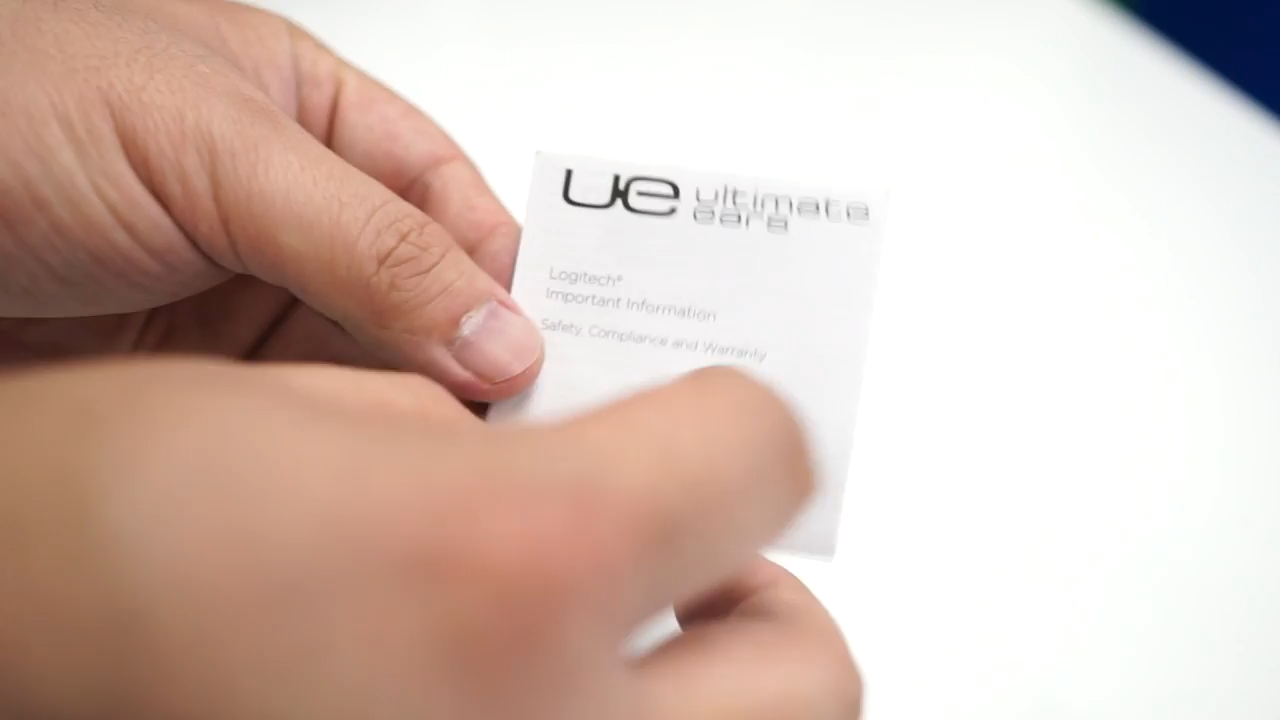 ue ultimate
ears
Logitech®
Important Information
Safety, Compliance and Warranty